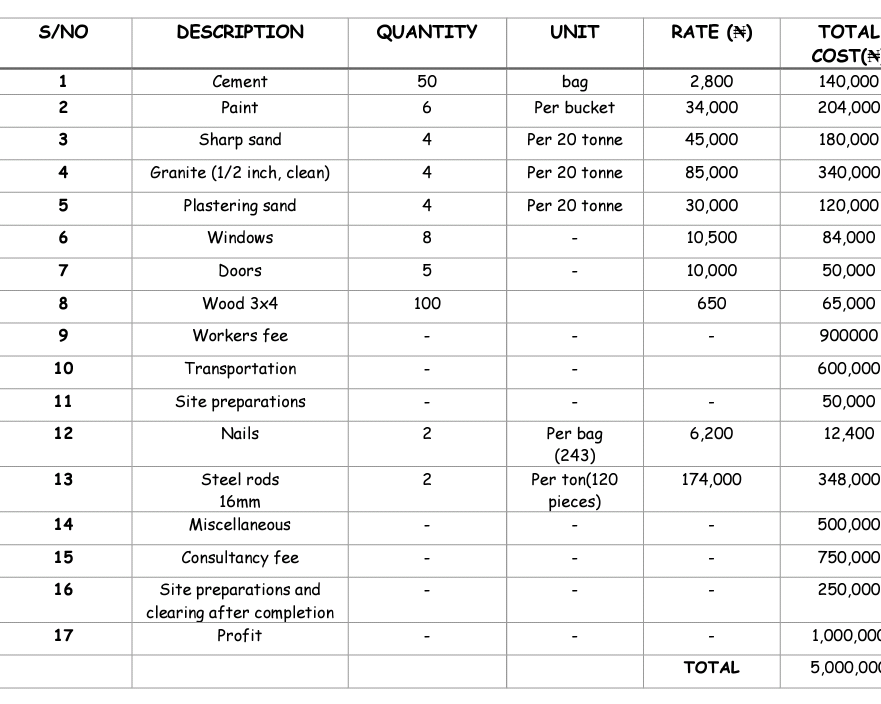 S/NO DESCRIPTION QUANTITY UNIT RATE (₦) TOTAL
COST(₦
1 Cement 50 bag 2,800 140,000
2 Paint 6 Per bucket 34,000 204,000
3 Sharp sand 4 Per 20 tonne 45,000 180,000
4 Granite (1/2 inch, clean) 4 Per 20 tonne 85,000 340,000
5 Plastering sand 4 Per 20 tonne 30,000 120,000
6 Windows 8 - 10,500 84,000
7 Doors 5 - 10,000 50,000
8 Wood 3x4 100 650 65,000
9 Workers fee - - - 900000
10 Transportation - - 600,000
11 Site preparations - - - 50,000
12 Nails 2 Per bag 6,200 12,400
(243)
13 Steel rods 2 Per ton(120 174,000 348,000
16mm pieces)
14 Miscellaneous - - - 500,000
15 Consultancy fee - - - 750,000
16 Site preparations and - - - 250,000
clearing after completion
17 Profit - - - 1,000,000
TOTAL 5,000,000